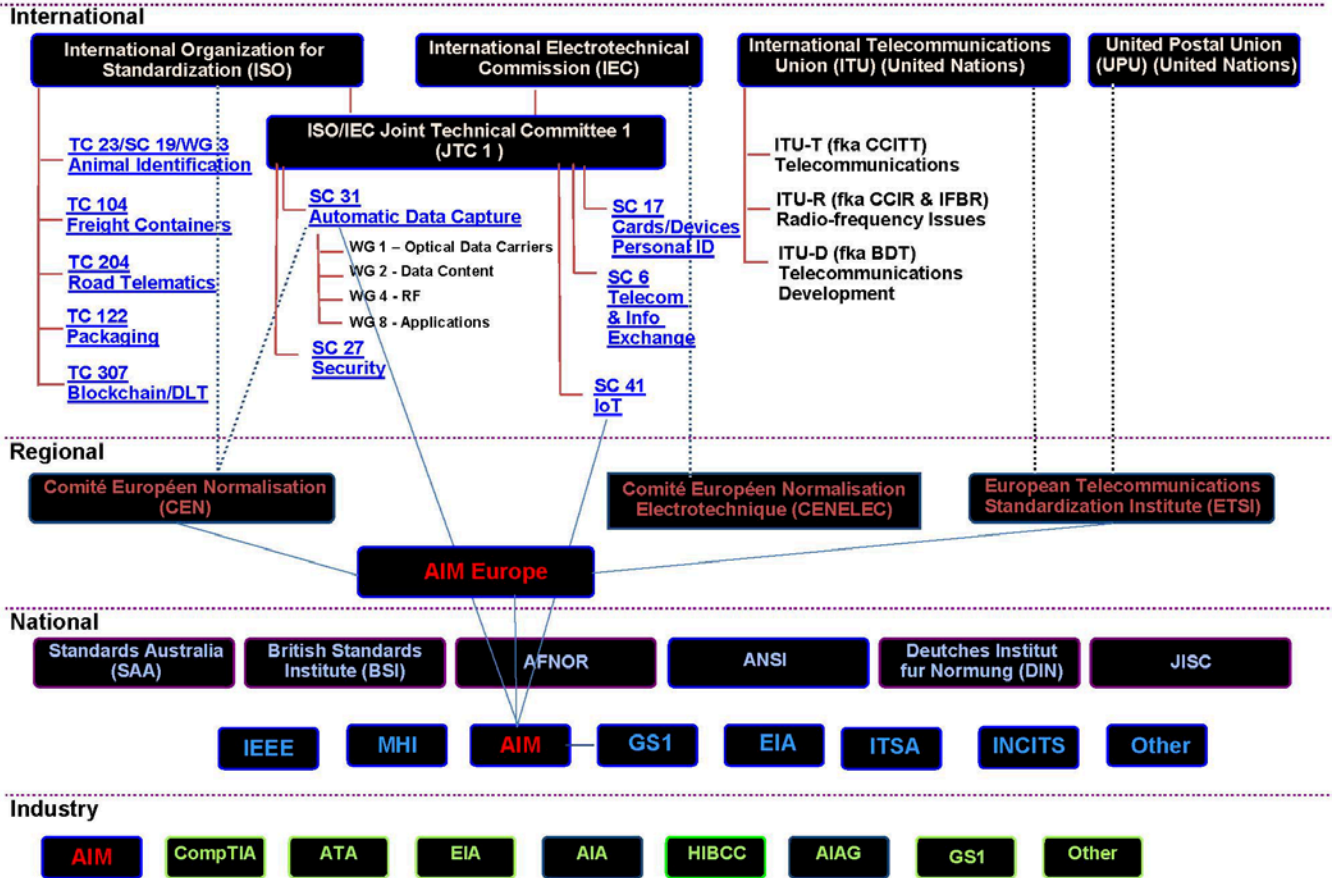 International
International Organization for
Standardization (ISO)
International Electrotechnical
Commission (IEC)
International Telecommunications
Union (ITU) (United Nations)
United Postal Union
(UPU) (United Nations)
ISO/IEC Joint Technical Committee 1
(JTC 1 )
TC 23/SC 19/WG 3
Animal Identification
TC 104
Freight Containers
TC 204
Road Telematics
TC 122
Packaging
TC 307
Blockchain/DLT
SC 31
Automatic Data Capture
WG 1 – Optical Data Carriers
WG 2 - Data Content
WG 4 - RF
WG 8 - Applications
SC 27
Security
SC 17
Cards/Devices
Personal ID
SC 6
Telecom
& Info
Exchange
SC 41
IoT
ITU-T (fka CCITT)
Telecommunications
ITU-R (fka CCIR & IFBR)
Radio-frequency Issues
ITU-D (fka BDT)
Telecommunications
Development
Regional
Comité Européen Normalisation
(CEN)
Comité Européen Normalisation
Electrotechnique (CENELEC)
European Telecommunications
Standardization Institute (ETSI)
AIM Europe
National
Standards Australia
(SAA)
British Standards
Institute (BSI)
AFNOR
ANSI
Deutches Institut
fur Normung (DIN)
JISC
IEEE
MHI
AIM
GS1
EIA
ITSA
INCITS
Other
Industry
AIM
CompTIA
ATA
EIA
AIA
HIBCC
AIAG
GS1
Other